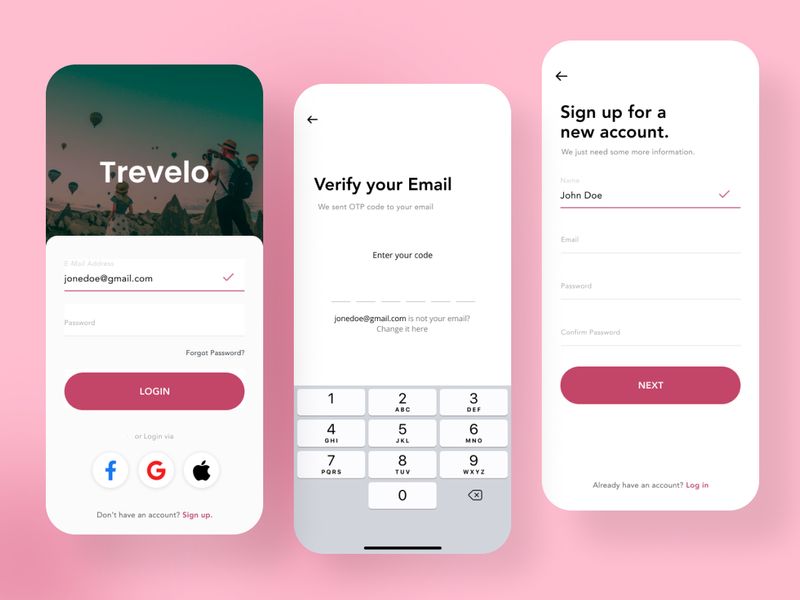 Trevelo
E-Mail Address
jonedoe@gmail.com
Password
Forgot Password?
LOGIN
or Login via
Don't have an account? Sign up.
Verify your Email
We sent OTP code to your email
Enter your code
jonedoe@gmail.com is not your email?
Change it here
1
2
ABC
3
DEF
4
GHI
5
JKL
6
MNO
7
PQRS
8
TUV
9
WXYZ
0
Sign up for a
new account.
We just need some more information.
Name
John Doe
Email
Password
Confirm Password
NEXT
Already have an account? Log in